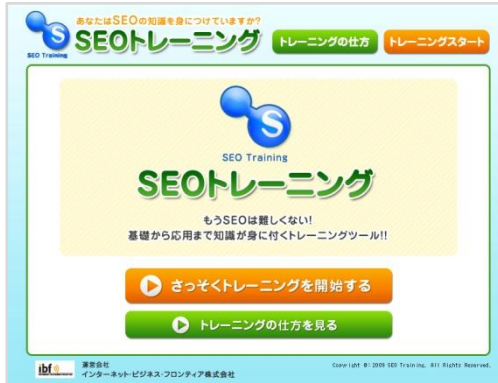 あなたはSEOの知識を身につけていますか?
SEOトレーニング
トレーニングの仕方
トレーニングスタート
S
SEO Training
S
SEO Training
SEOトレーニング
もうSEOは難しくない!
基礎から応用まで知識が身に付くトレーニングツール!!
さっそくトレーニングを開始する
トレーニングの仕方を見る
ibf
運営会社
インターネット・ビジネス・フロンティア株式会社
Copyright ©︎ 2009 SEO Training. All Rights Reserved.